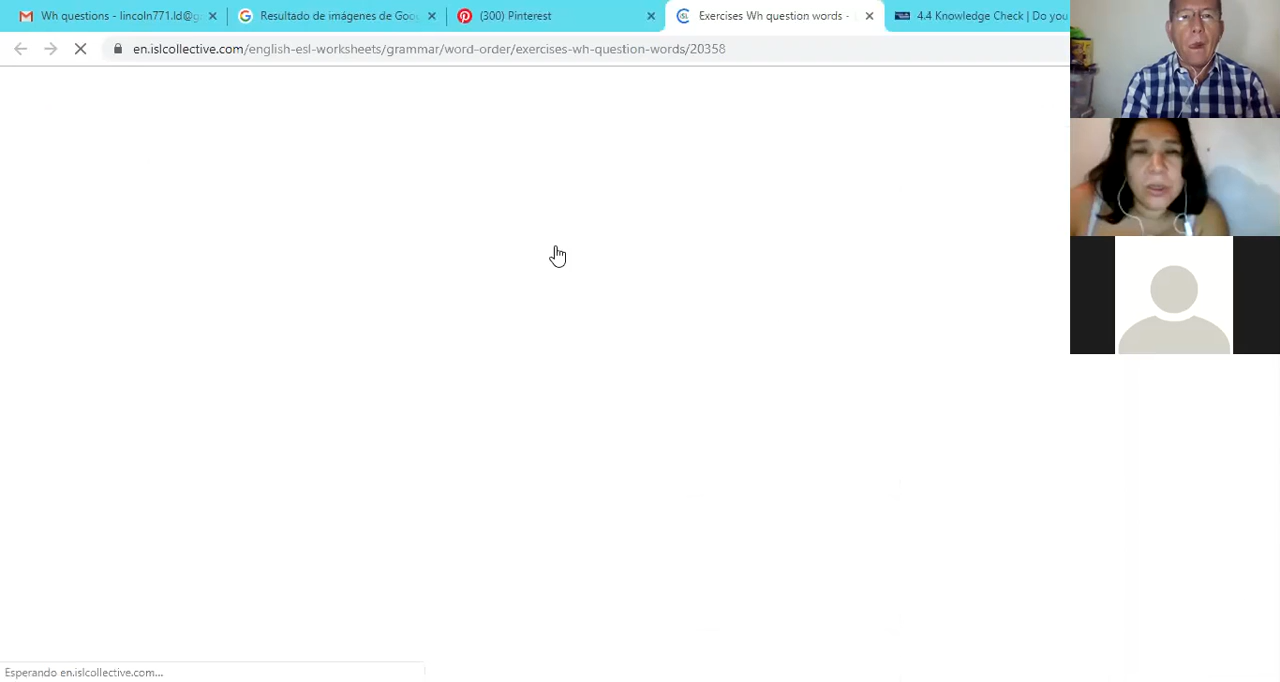 Wh questions - lincoln771.ld@g
Resultado de imágenes de Goo
(300) Pinterest
Exercises Wh question words -
4.4 Knowledge Check | Do you
en.islcollective.com/english-esl-worksheets/grammar/word-order/exercises-wh-question-words/20358
Esperando en.islcollective.com...